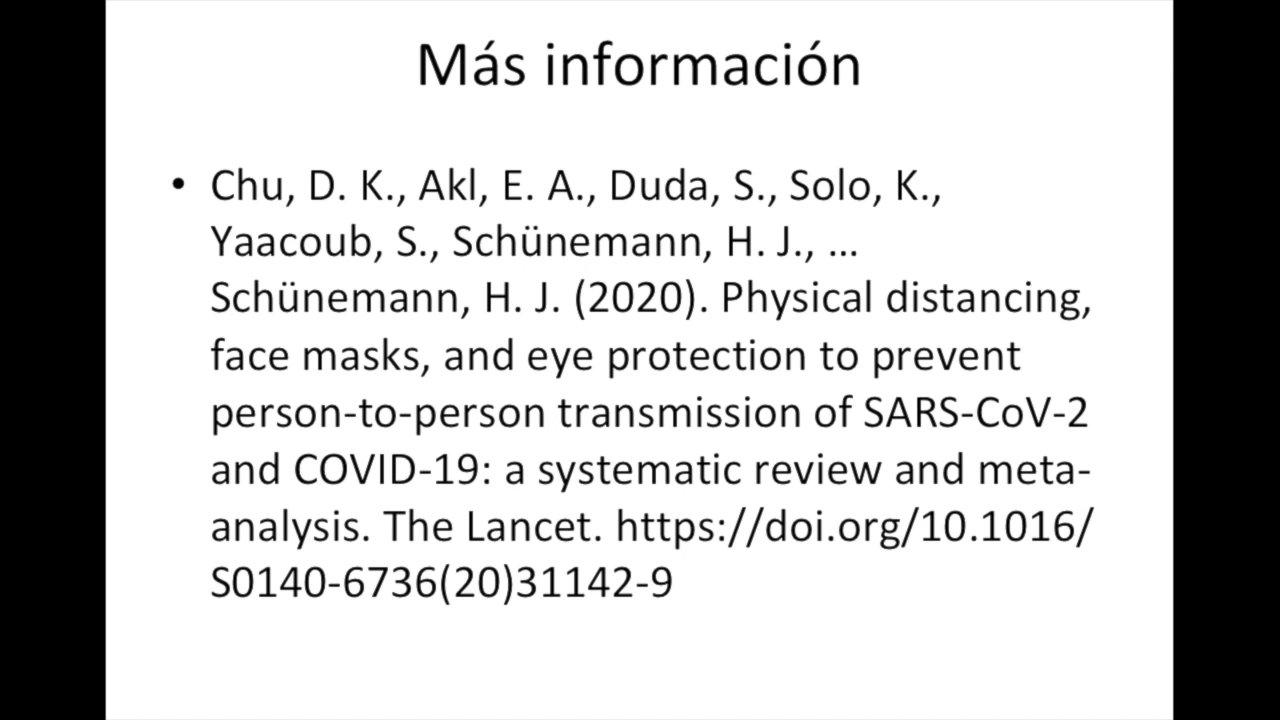 Más información
• Chu, D. K., Akl, E. A., Duda, S., Solo, K.,
Yaacoub, S., Schünemann, H. J., ...
Schünemann, H. J. (2020). Physical distancing,
face masks, and eye protection to prevent
person-to-person transmission of SARS-CoV-2
and COVID-19: a systematic review and meta-
analysis. The Lancet. https://doi.org/10.1016/
S0140-6736(20)31142-9